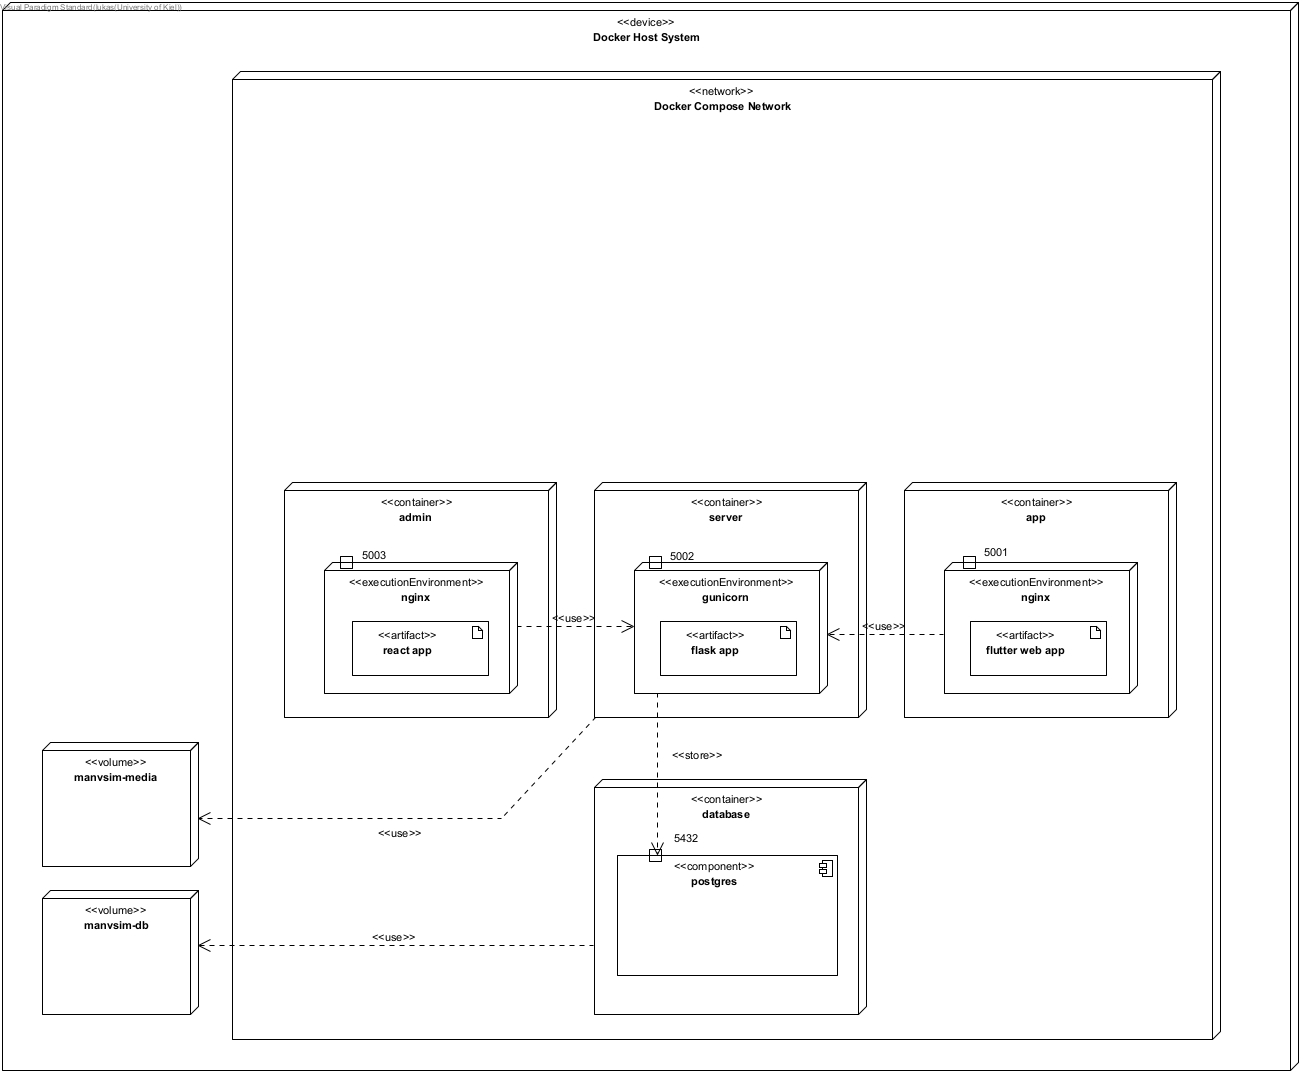 Visual Paradigm Standard(lukas(University of Kiel))
<<device>>
Docker Host System
<<network>>
Docker Compose Network
<<container>>
admin
5003
<<executionEnvironment>>
nginx
<<artifact>>
react app
<<use>>
<<container>>
server
5002
<<executionEnvironment>>
gunicorn
<<artifact>>
flask app
<<use>>
<<container>>
app
5001
<<executionEnvironment>>
nginx
<<artifact>>
flutter web app
<<store>>
<<volume>>
manvsim-media
<<use>>
<<container>>
database
5432
<<component>>
postgres
<<volume>>
manvsim-db
<<use>>